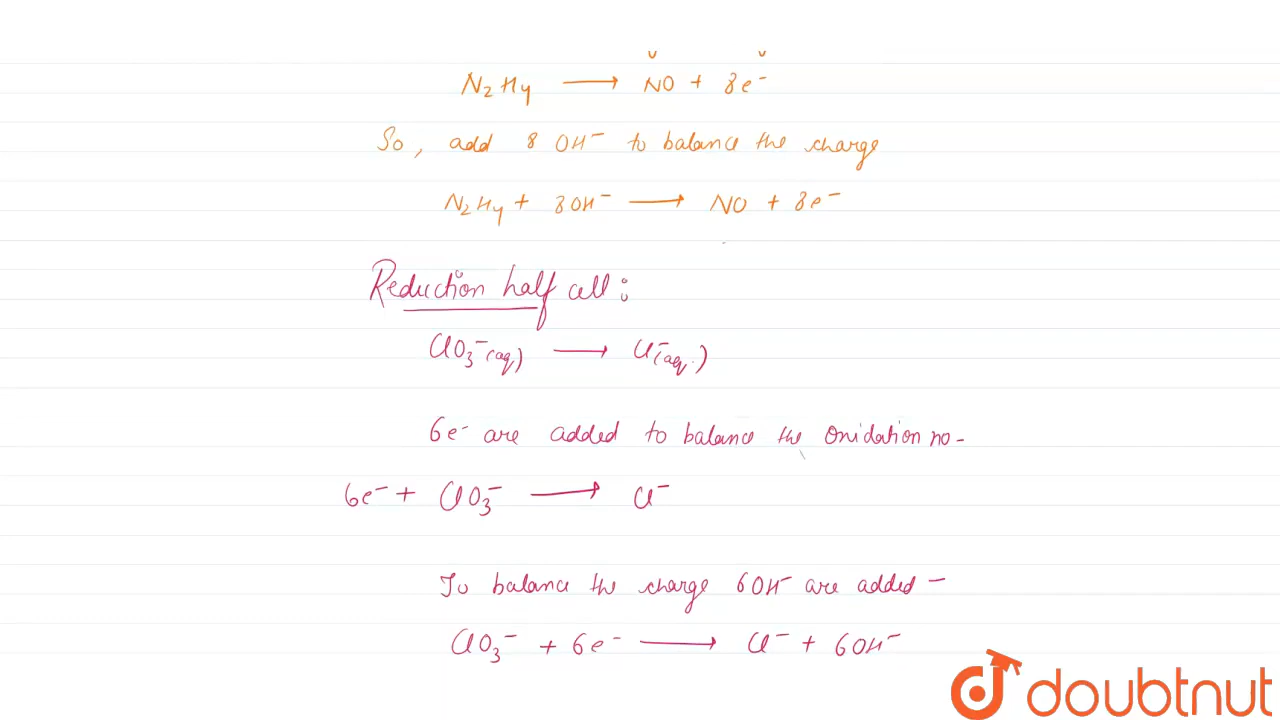 N₂H₄ ⟶ NO + 8e⁻
So, add 8 OH⁻ to balance the charge
N₂H₄ + 8OH⁻ ⟶ NO + 8e⁻
Reduction half cell :
ClO₃⁻(aq) ⟶ Cl⁻(aq.)
6e⁻ are added to balance the Oxidation no-
6e⁻ + ClO₃⁻ ⟶ Cl⁻
To balance the charge 6OH⁻ are added -
ClO₃⁻ + 6e⁻ ⟶ Cl⁻ + 6OH⁻
doubtnut